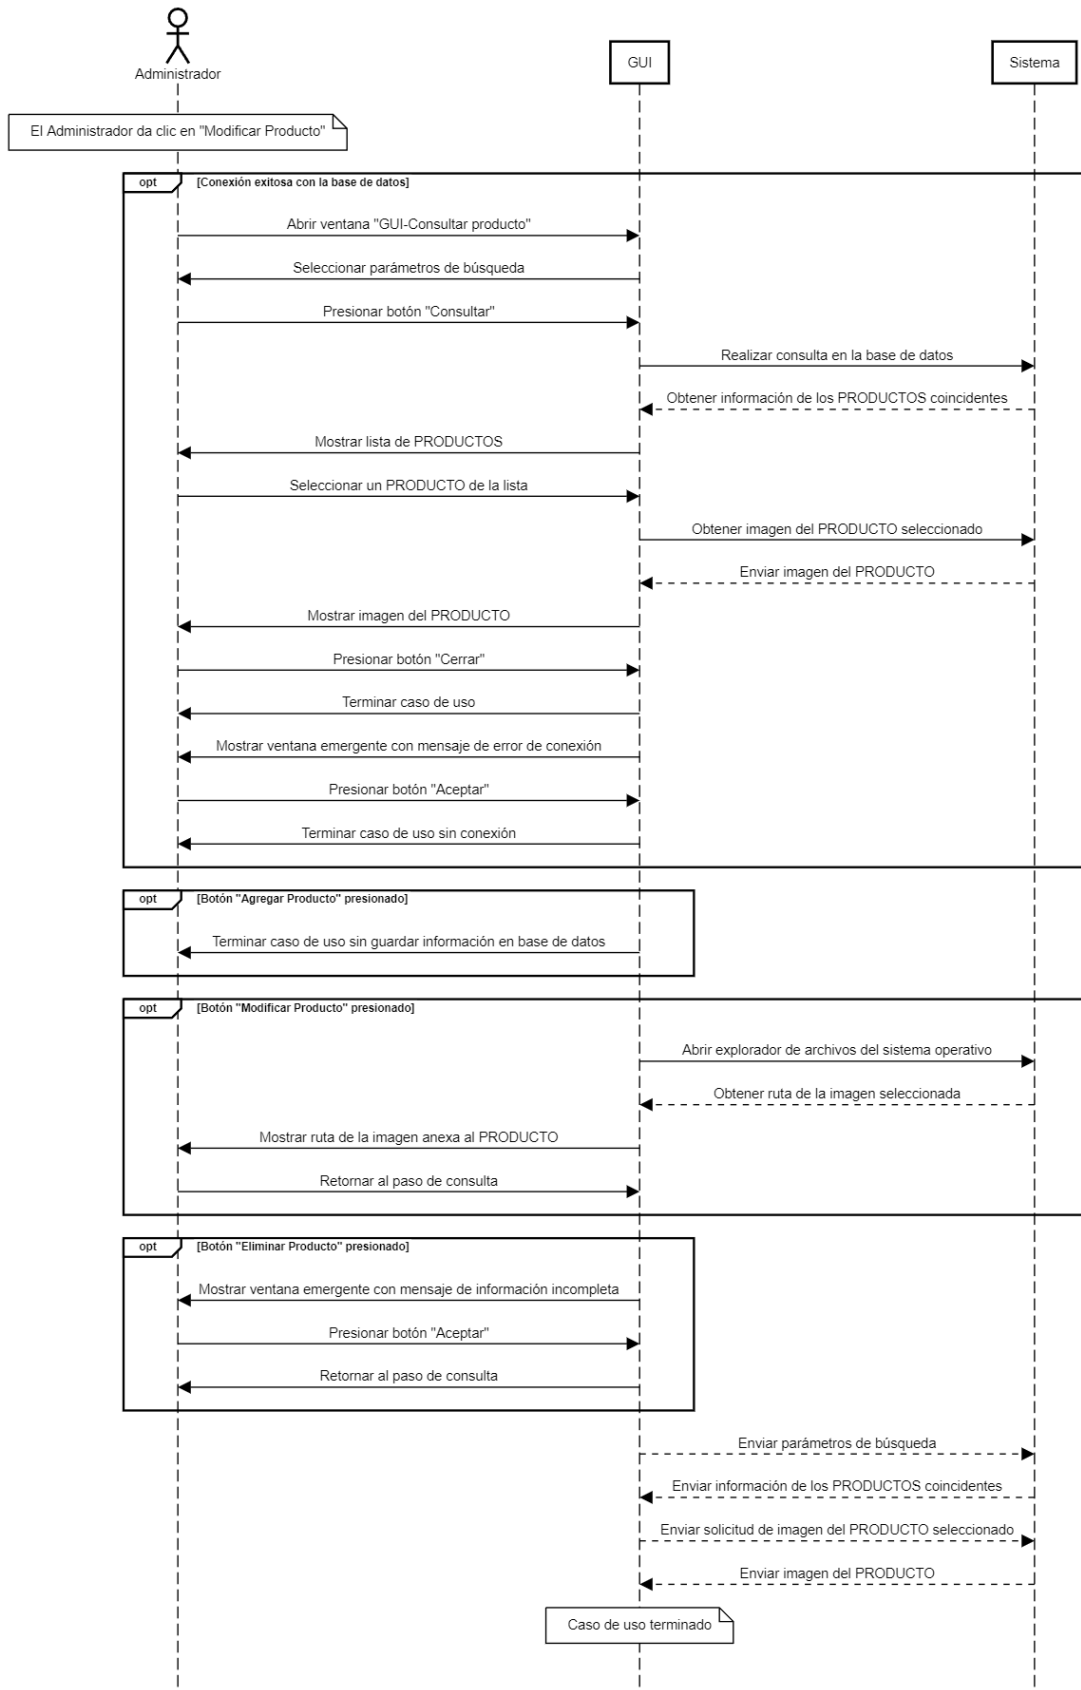 Administrador
GUI
Sistema
El Administrador da clic en "Modificar Producto"
opt
[Conexión exitosa con la base de datos]
Abrir ventana "GUI-Consultar producto"
Seleccionar parámetros de búsqueda
Presionar botón "Consultar"
Realizar consulta en la base de datos
Obtener información de los PRODUCTOS coincidentes
Mostrar lista de PRODUCTOS
Seleccionar un PRODUCTO de la lista
Obtener imagen del PRODUCTO seleccionado
Enviar imagen del PRODUCTO
Mostrar imagen del PRODUCTO
Presionar botón "Cerrar"
Terminar caso de uso
Mostrar ventana emergente con mensaje de error de conexión
Presionar botón "Aceptar"
Terminar caso de uso sin conexión
opt
[Botón "Agregar Producto" presionado]
Terminar caso de uso sin guardar información en base de datos
opt
[Botón "Modificar Producto" presionado]
Abrir explorador de archivos del sistema operativo
Obtener ruta de la imagen seleccionada
Mostrar ruta de la imagen anexa al PRODUCTO
Retornar al paso de consulta
opt
[Botón "Eliminar Producto" presionado]
Mostrar ventana emergente con mensaje de información incompleta
Presionar botón "Aceptar"
Retornar al paso de consulta
Enviar parámetros de búsqueda
Enviar información de los PRODUCTOS coincidentes
Enviar solicitud de imagen del PRODUCTO seleccionado
Enviar imagen del PRODUCTO
Caso de uso terminado